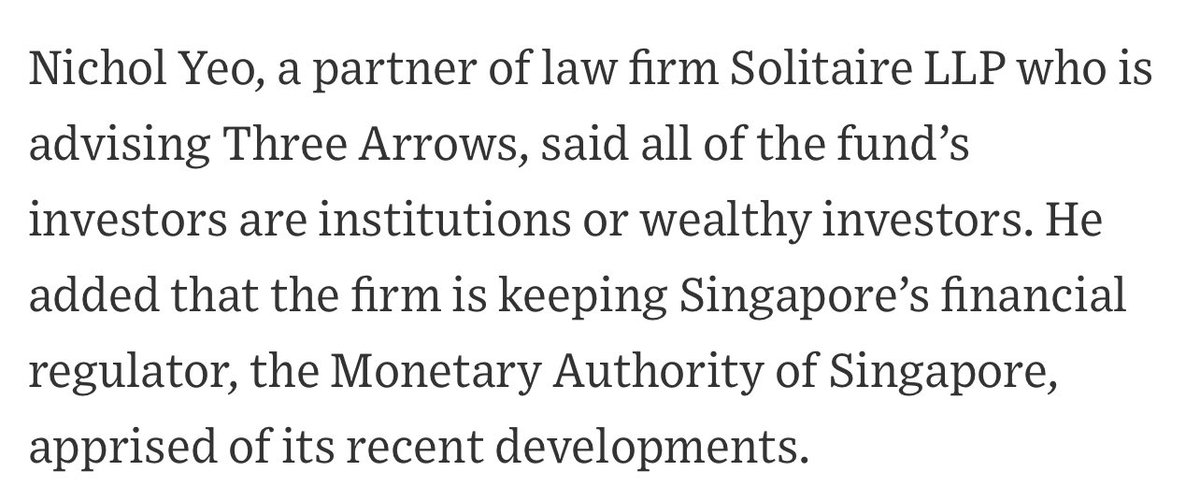 Nichol Yeo, a partner of law firm Solitaire LLP who is
advising Three Arrows, said all of the fund’s
investors are institutions or wealthy investors. He
added that the firm is keeping Singapore’s financial
regulator, the Monetary Authority of Singapore,
apprised of its recent developments.